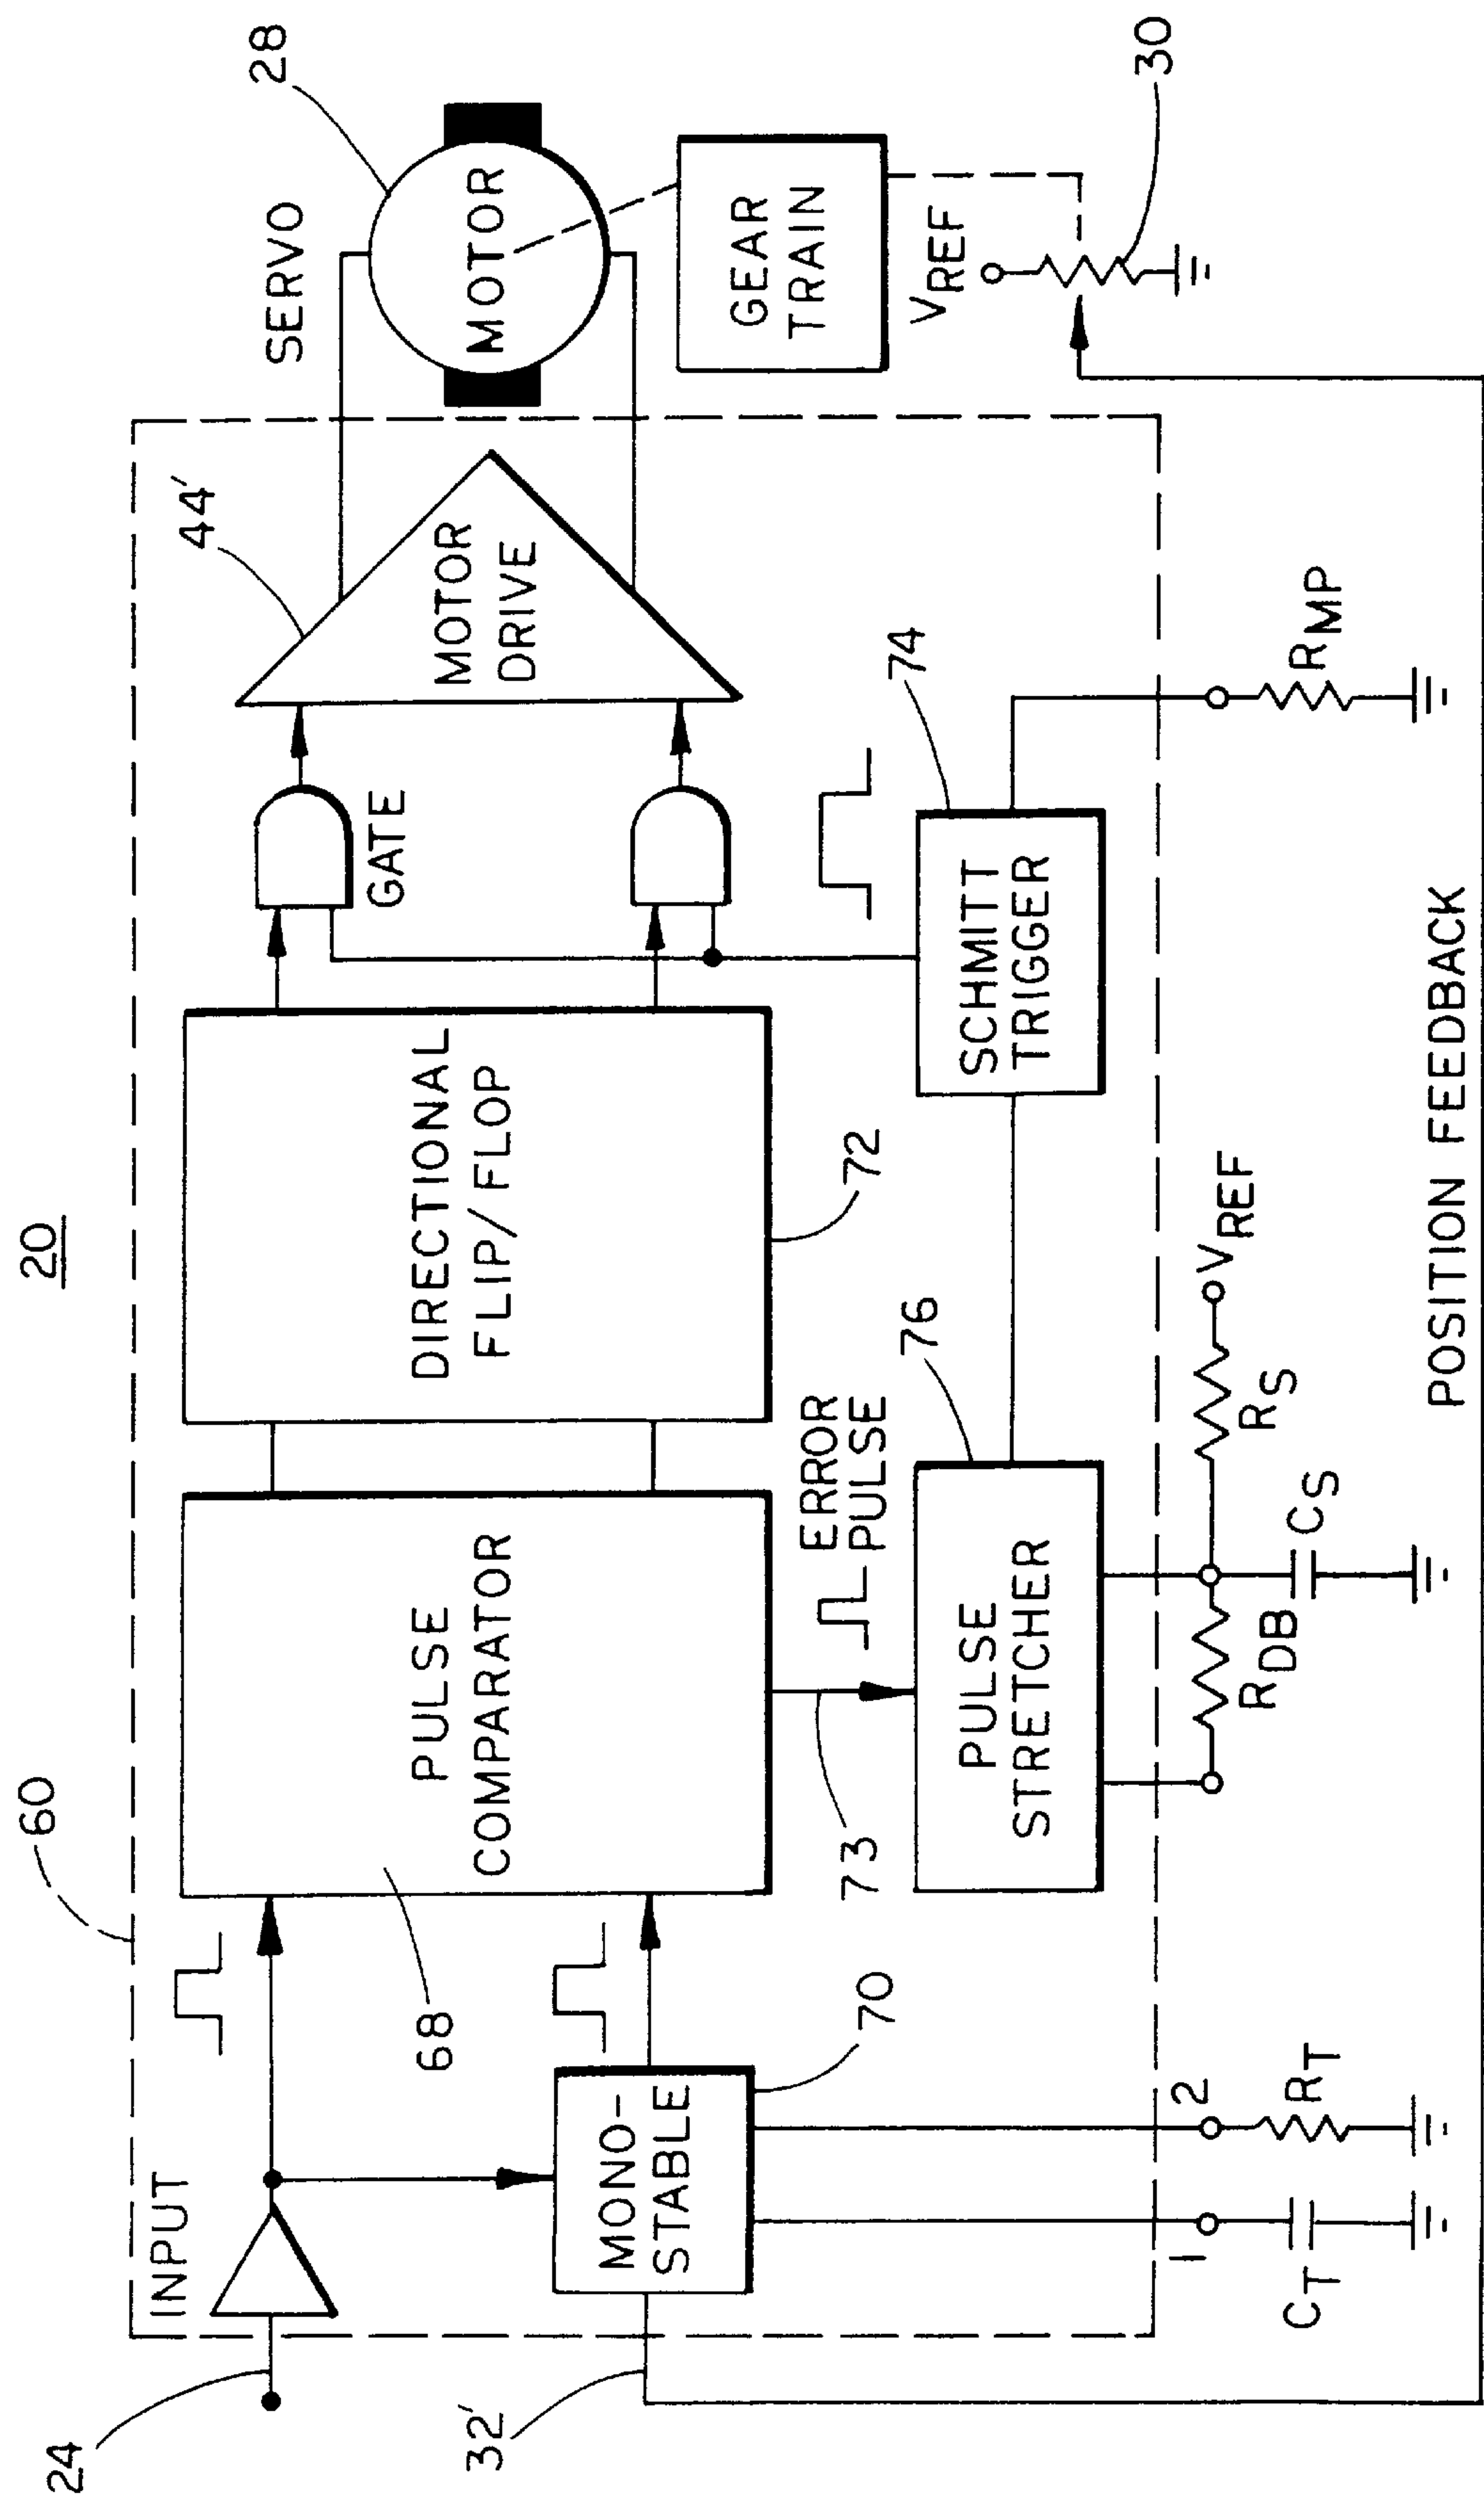 20
60
24
INPUT
32'
MONO-
STABLE
70
68
PULSE
COMPARATOR
73
ERROR
PULSE
PULSE
STRETCHER
76
DIRECTIONAL
FLIP/FLOP
72
GATE
SCHMITT
TRIGGER
74
44'
MOTOR
DRIVE
SERVO
MOTOR
28
GEAR
TRAIN
VREF
30
1
CT
2
RT
RDB
CS
RS
VREF
RMP
POSITION FEEDBACK